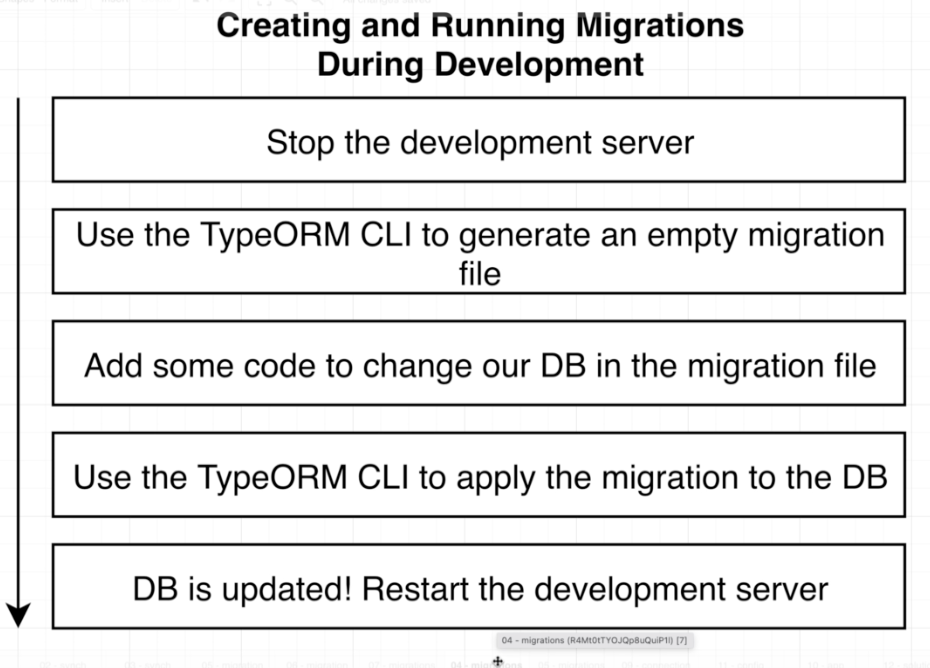 Creating and Running Migrations
During Development
Stop the development server
Use the TypeORM CLI to generate an empty migration
file
Add some code to change our DB in the migration file
Use the TypeORM CLI to apply the migration to the DB
DB is updated! Restart the development server
04 - migrations (R4Mt0tTYOJQp8uQuiP1I) [7]